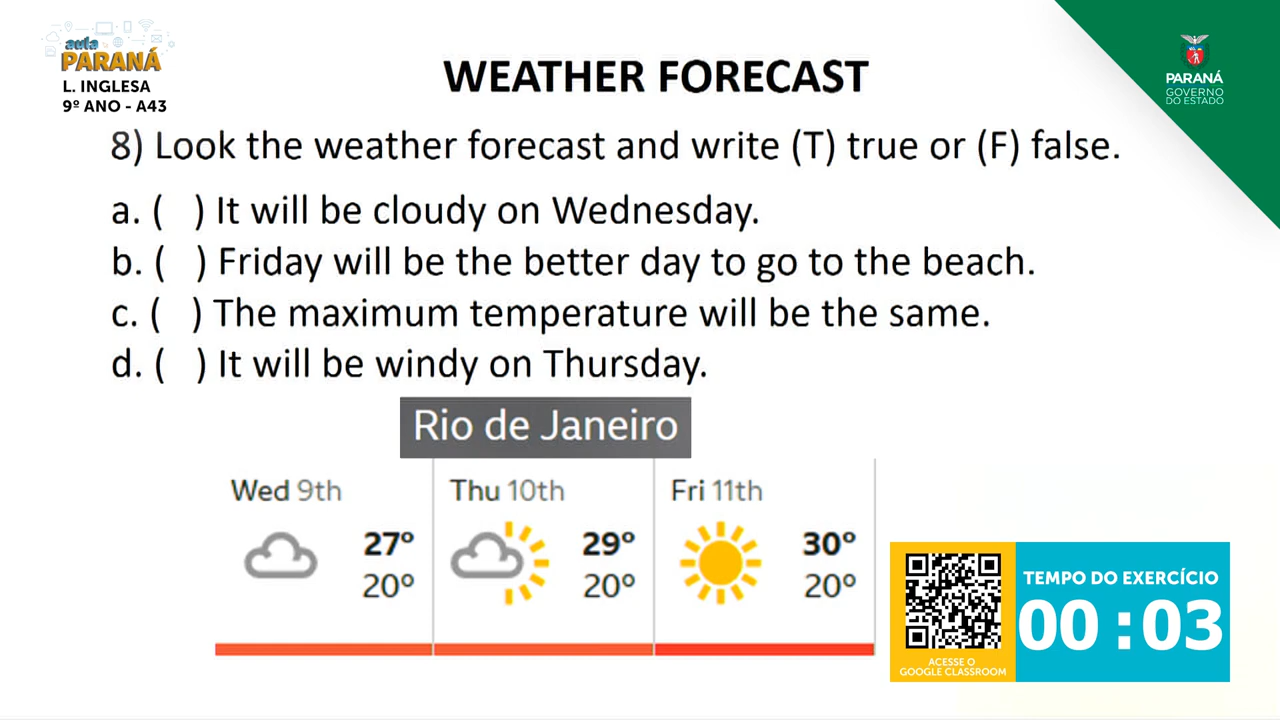 aula
PARANÁ
L. INGLESA
9º ANO - A43
PARANÁ
GOVERNO
DO ESTADO
WEATHER FORECAST
8) Look the weather forecast and write (T) true or (F) false.
a. (   ) It will be cloudy on Wednesday.
b. (   ) Friday will be the better day to go to the beach.
c. (   ) The maximum temperature will be the same.
d. (   ) It will be windy on Thursday.
Rio de Janeiro
Wed 9th
27º
20º
Thu 10th
29º
20º
Fri 11th
30º
20º
ACESSE O
GOOGLE CLASSROOM
TEMPO DO EXERCÍCIO
00 : 03